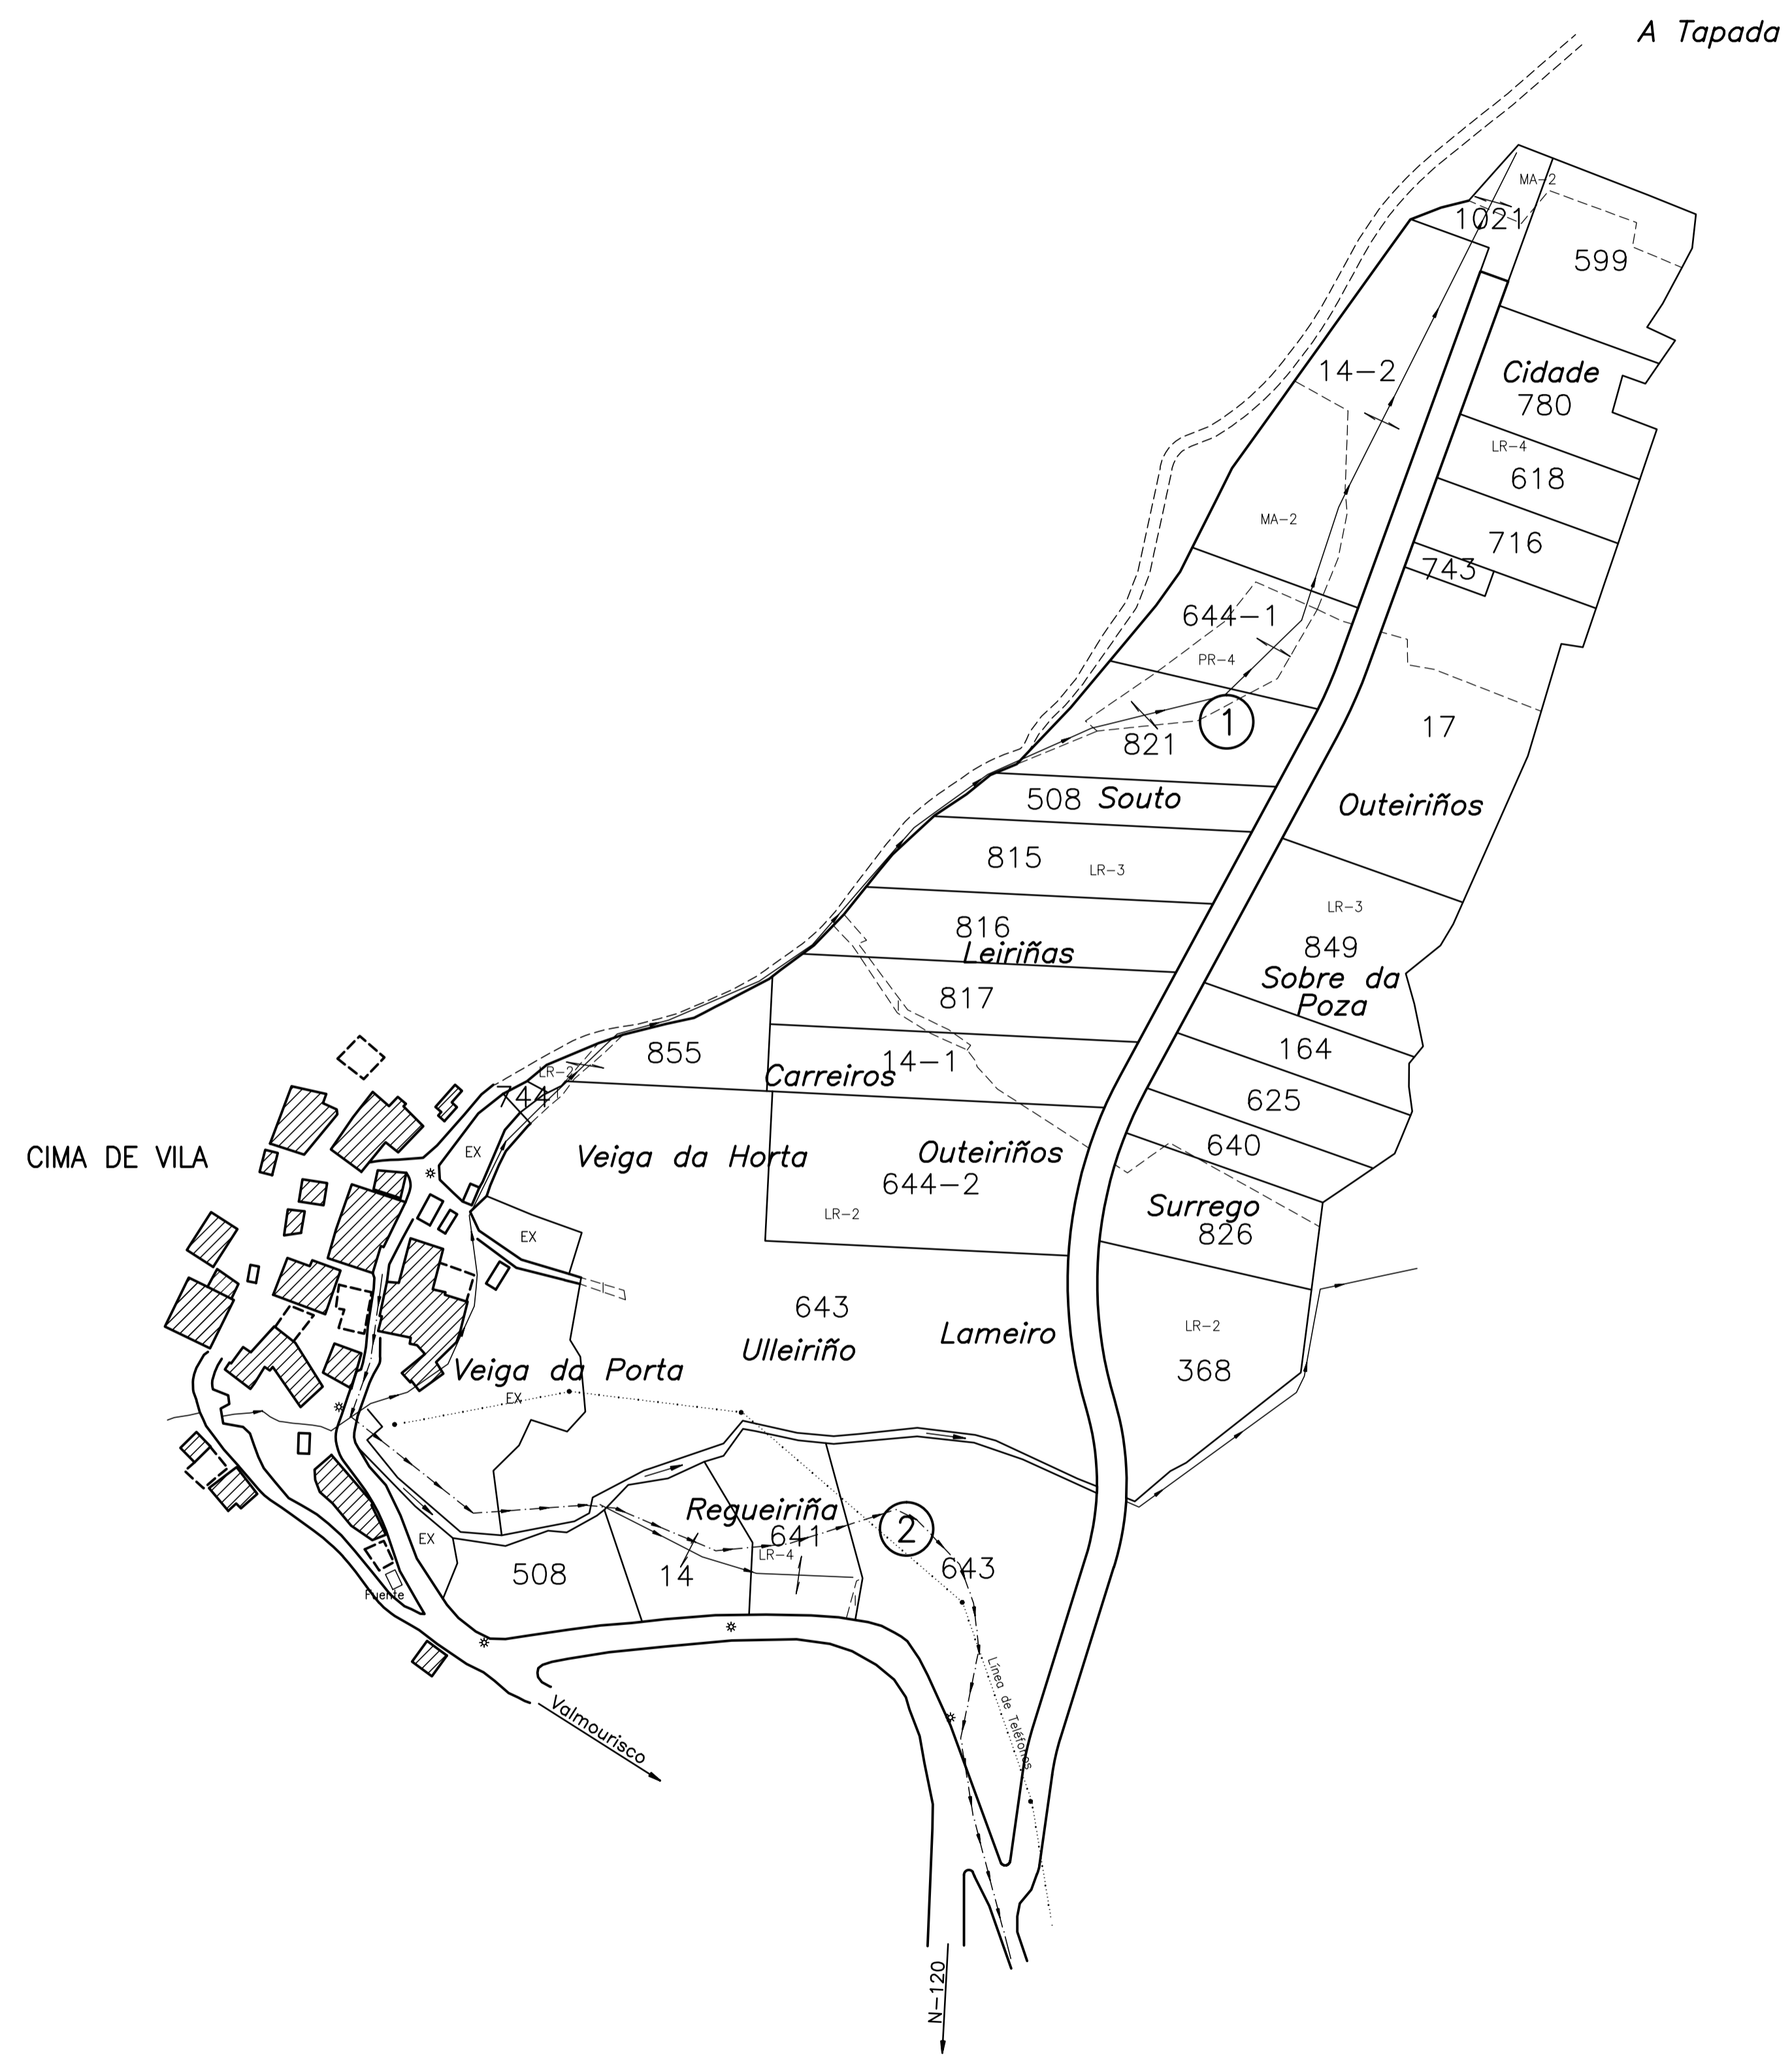 A Tapada
MA-2
1021
599
14-2
Cidade
780
LR-4
618
MA-2
716
743
644-1
PR-4
17
1
821
508
Souto
Outeiriños
815
LR-3
LR-3
816
849
Leiriñas
Sobre da
Poza
817
164
855
14-1
LR-2
Carreiros
744
625
640
CIMA DE VILA
EX
Veiga da Horta
Outeiriños
644-2
LR-2
Surrego
826
EX
643
Lameiro
LR-2
Ulleiriño
368
Veiga da Porta
EX
Regueiriña
2
641
EX
LR-4
643
508
14
Fuente
Línea de Teléfonos
Valmourisco
N-120